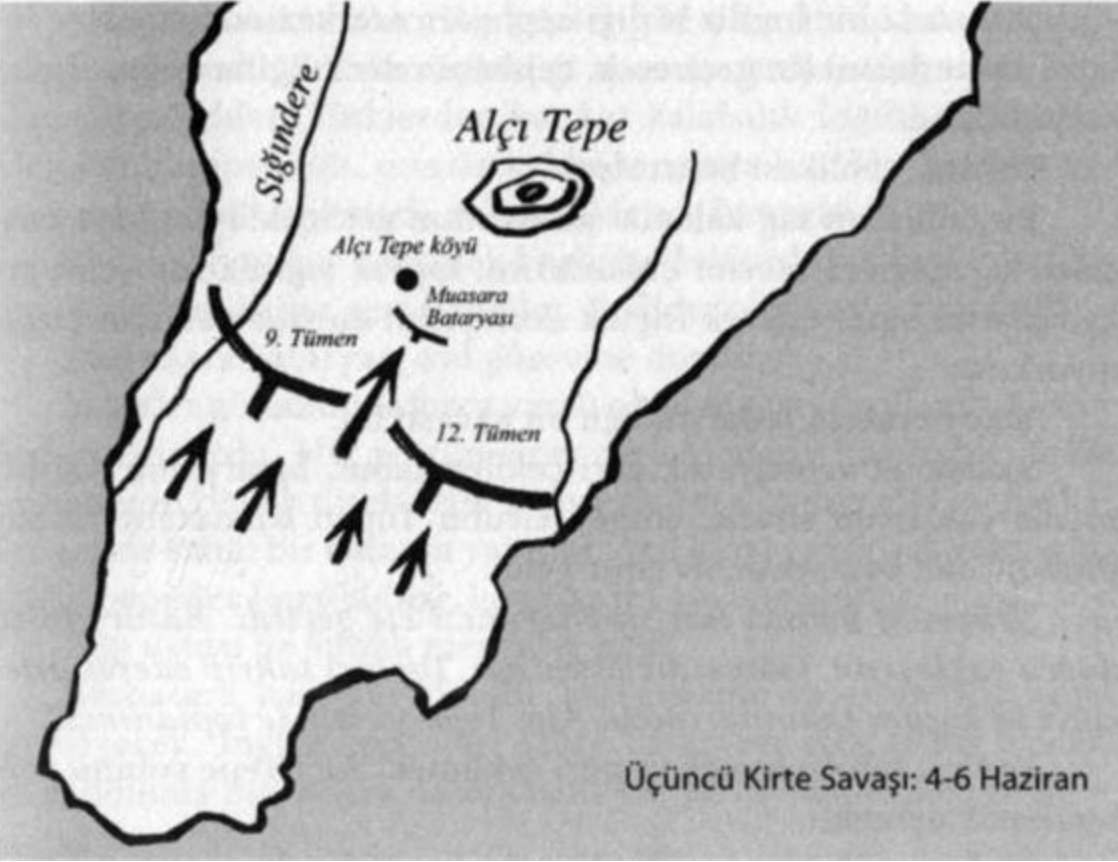 Sığındere
Alçı Tepe
Alçı Tepe köyü
Muasara
Bataryası
9. Tümen
12. Tümen
Üçüncü Kirte Savaşı: 4-6 Haziran